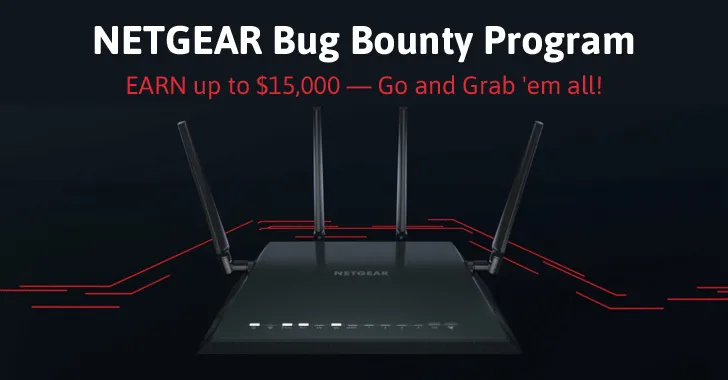 NETGEAR Bug Bounty Program
EARN up to $15,000 — Go and Grab 'em all!
NETGEAR